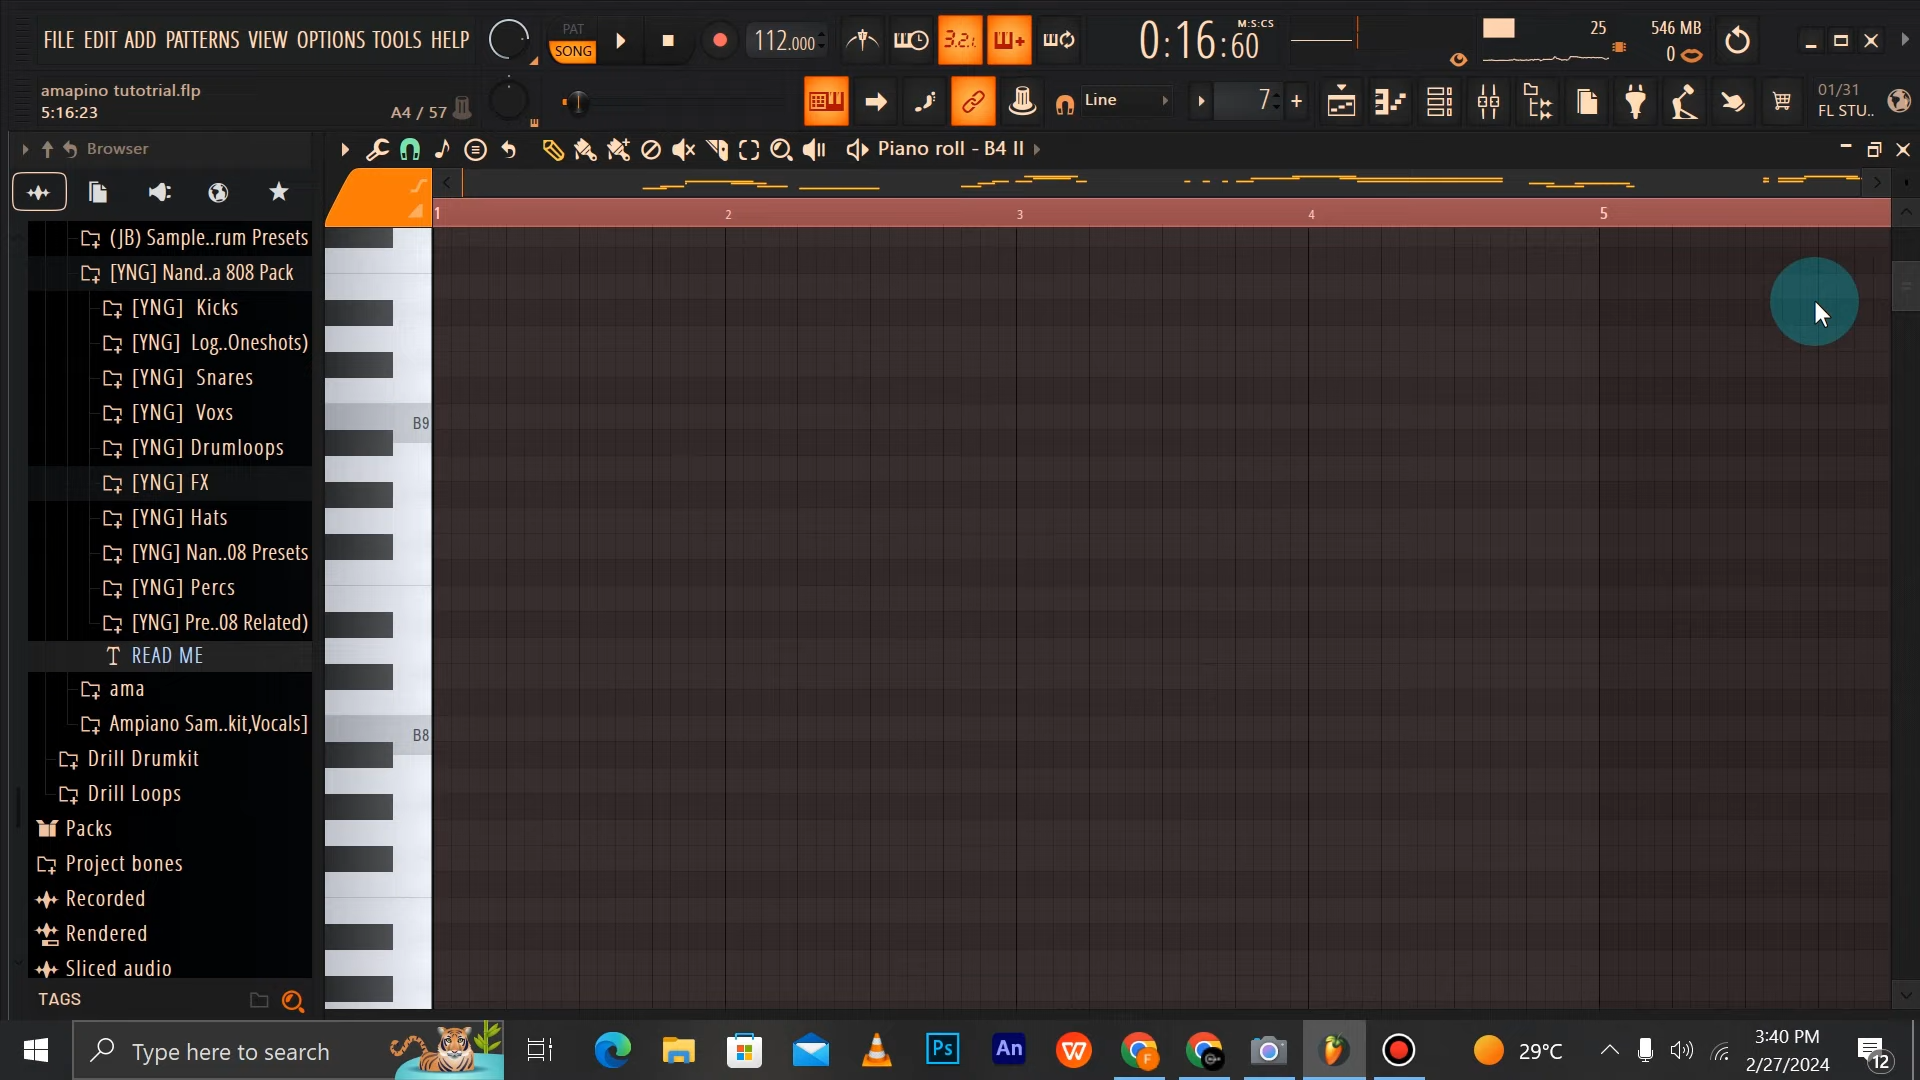 FILE EDIT ADD PATTERNS VIEW OPTIONS TOOLS HELP
PAT
SONG
112.000
3.2.1
0:16:60
M:S:CS
25
546 MB
0
amapino tutotrial.flp
5:16:23
A4 / 57
Line
7
01/31
FL STU..
Browser
Piano roll - B4 II
1
2
3
4
5
(JB) Sample..rum Presets
[YNG] Nand..a 808 Pack
[YNG] Kicks
[YNG] Log..Oneshots)
[YNG] Snares
[YNG] Voxs
[YNG] Drumloops
[YNG] FX
[YNG] Hats
[YNG] Nan..08 Presets
[YNG] Percs
[YNG] Pre..08 Related)
READ ME
ama
Ampiano Sam..kit,Vocals]
Drill Drumkit
Drill Loops
Packs
Project bones
Recorded
Rendered
Sliced audio
TAGS
B9
B8
Type here to search
Ps
An
W
F
29°C
3:40 PM
2/27/2024
12